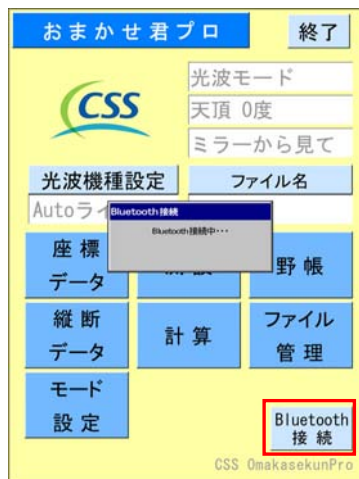 おまかせ君プロ
終了
CSS
光波モード
天頂 0度
ミラーから見て
光波機種設定
ファイル名
Autoラ
Bluetooth接続
Bluetooth接続中・・・
座標
データ
野帳
縦断
データ
計算
ファイル
管理
モード
設定
Bluetooth
接続
CSS OmakasekunPro